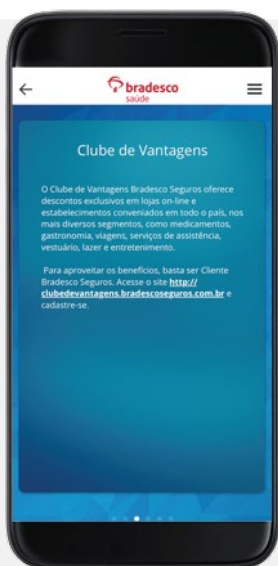 bradesco
saúde
Clube de Vantagens
O Clube de Vantagens Bradesco Seguros oferece
descontos exclusivos em lojas on-line e
estabelecimentos conveniados em todo o país, nos
mais diversos segmentos, como medicamentos,
gastronomia, viagens, serviços de assistência,
vestuário, lazer e entretenimento.
Para aproveitar os benefícios, basta ser Cliente
Bradesco Seguros. Acesse o site http://
clubedevantagens.bradescoseguros.com.br e
cadastre-se.